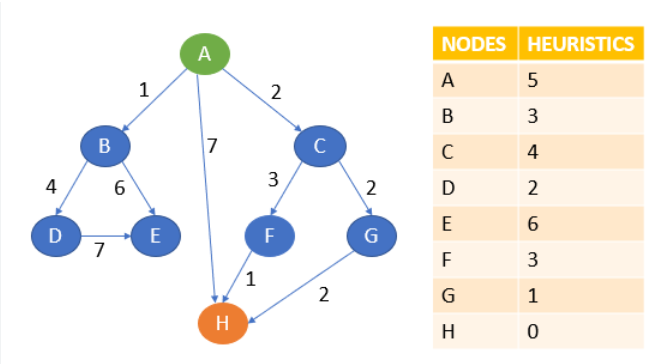 A
1
2
B
7
C
4
6
3
2
D
E
F
G
7
1
2
H
NODES HEURISTICS
A 5
B 3
C 4
D 2
E 6
F 3
G 1
H 0